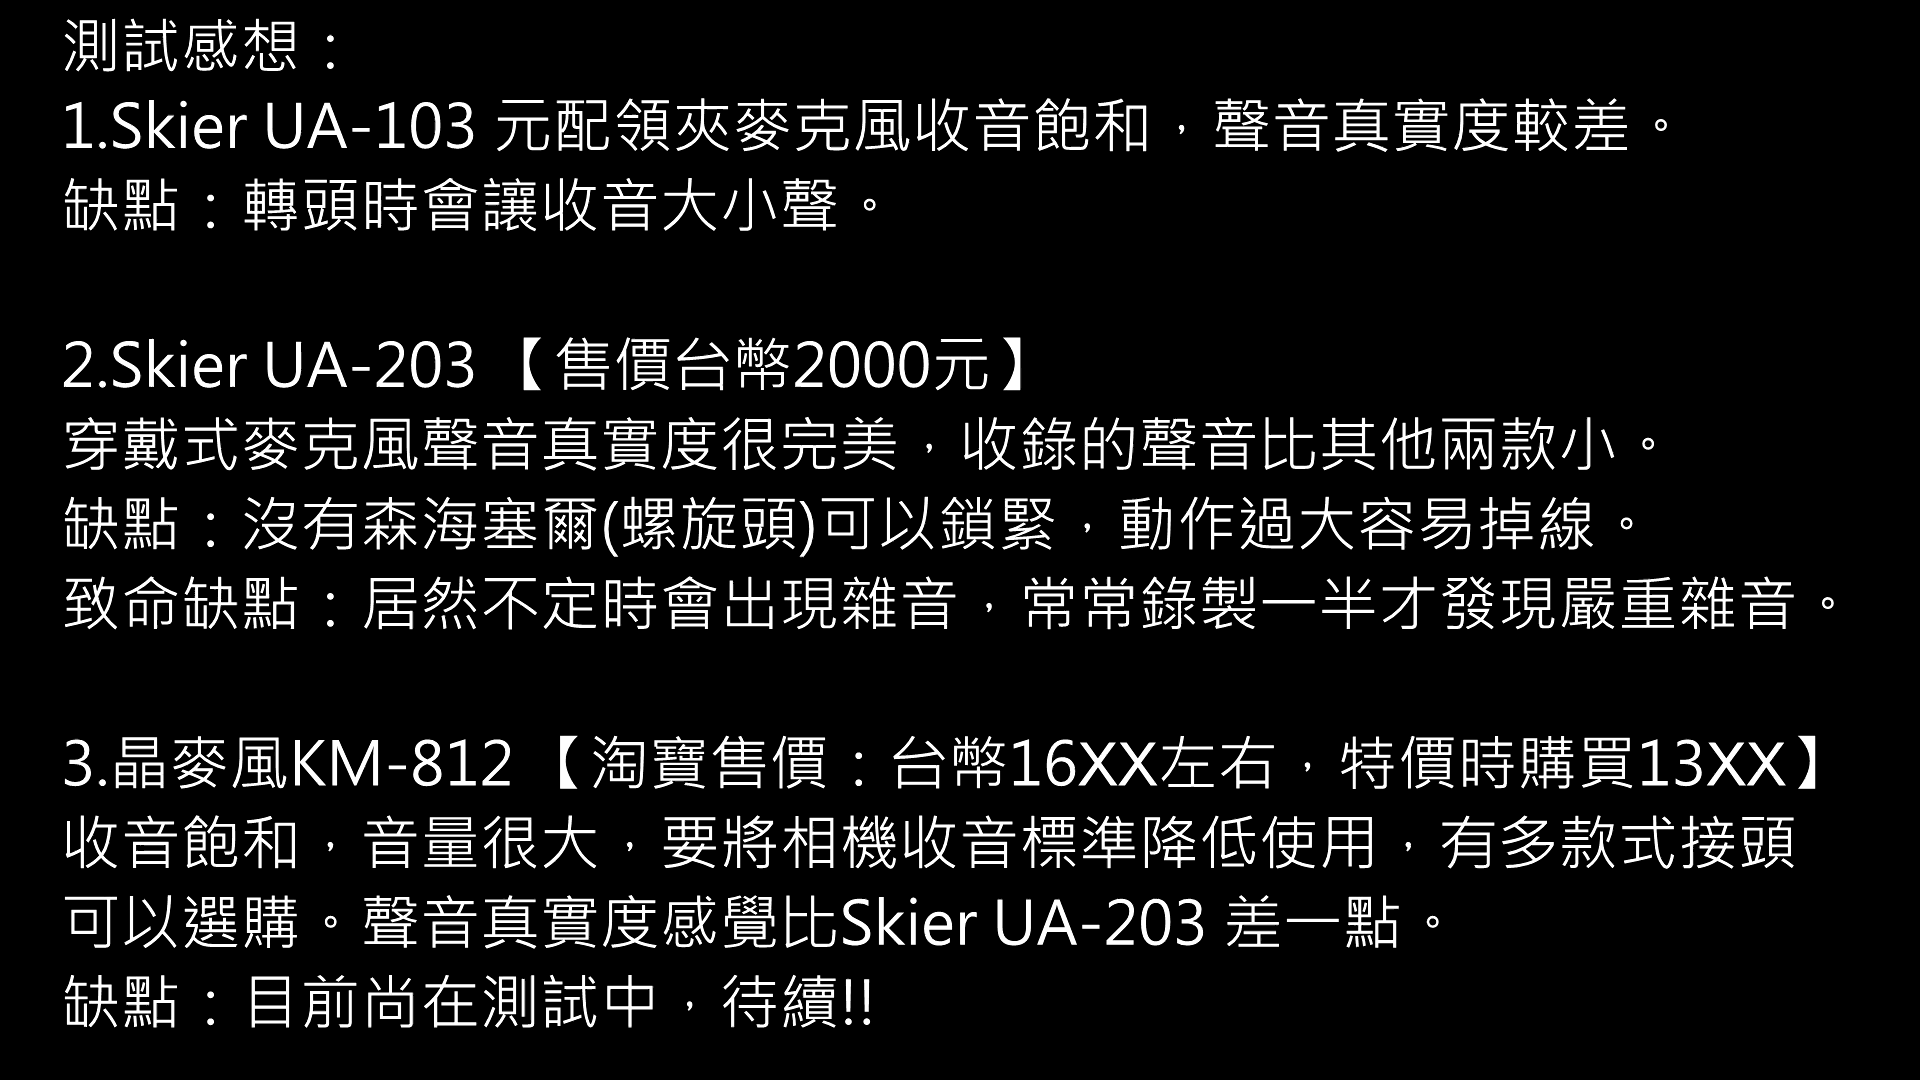 測試感想：
1.Skier UA-103 元配領夾麥克風收音飽和，聲音真實度較差。
缺點：轉頭時會讓收音大小聲。
2.Skier UA-203 【售價台幣2000元】
穿戴式麥克風聲音真實度很完美，收錄的聲音比其他兩款小。
缺點：沒有森海塞爾(螺旋頭)可以鎖緊，動作過大容易掉線。
致命缺點：居然不定時會出現雜音，常常錄製一半才發現嚴重雜音。
3.晶麥風KM-812 【淘寶售價：台幣16XX左右，特價時購買13XX】
收音飽和，音量很大，要將相機收音標準降低使用，有多款式接頭
可以選購。聲音真實度感覺比Skier UA-203 差一點。
缺點：目前尚在測試中，待續!!